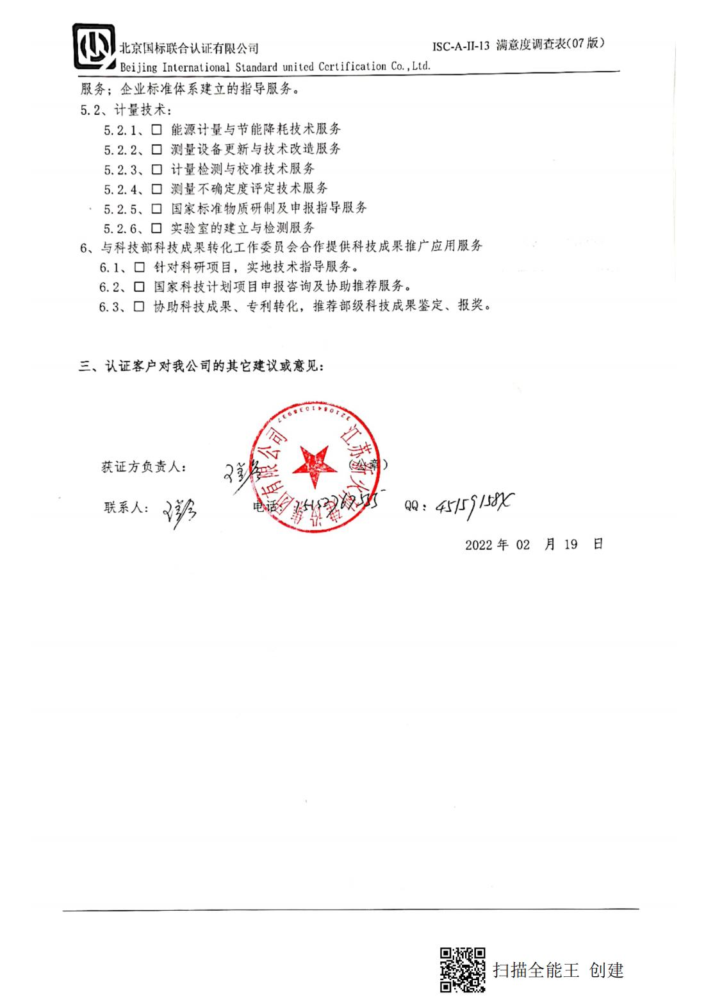 北京国标联合认证有限公司
ISC-A-II-13 满意度调查表(07版)
Beijing International Standard united Certification Co.,Ltd.
服务；企业标准体系建立的指导服务。
5.2、计量技术：
5.2.1、□ 能源计量与节能降耗技术服务
5.2.2、□ 测量设备更新与技术改造服务
5.2.3、□ 计量检测与校准技术服务
5.2.4、□ 测量不确定度评定技术服务
5.2.5、□ 国家标准物质研制及申报指导服务
5.2.6、□ 实验室的建立与检测服务
6、与科技部科技成果转化工作委员会合作提供科技成果推广应用服务
6.1、□ 针对科研项目，实地技术指导服务。
6.2、□ 国家科技计划项目申报咨询及协助推荐服务。
6.3、□ 协助科技成果、专利转化，推荐部级科技成果鉴定、报奖。
三、认证客户对我公司的其它建议或意见：
3210841038937
获证方负责人：
（公章）
联系人：
电话：
QQ：
2022 年 02 月 19 日
扫描全能王 创建